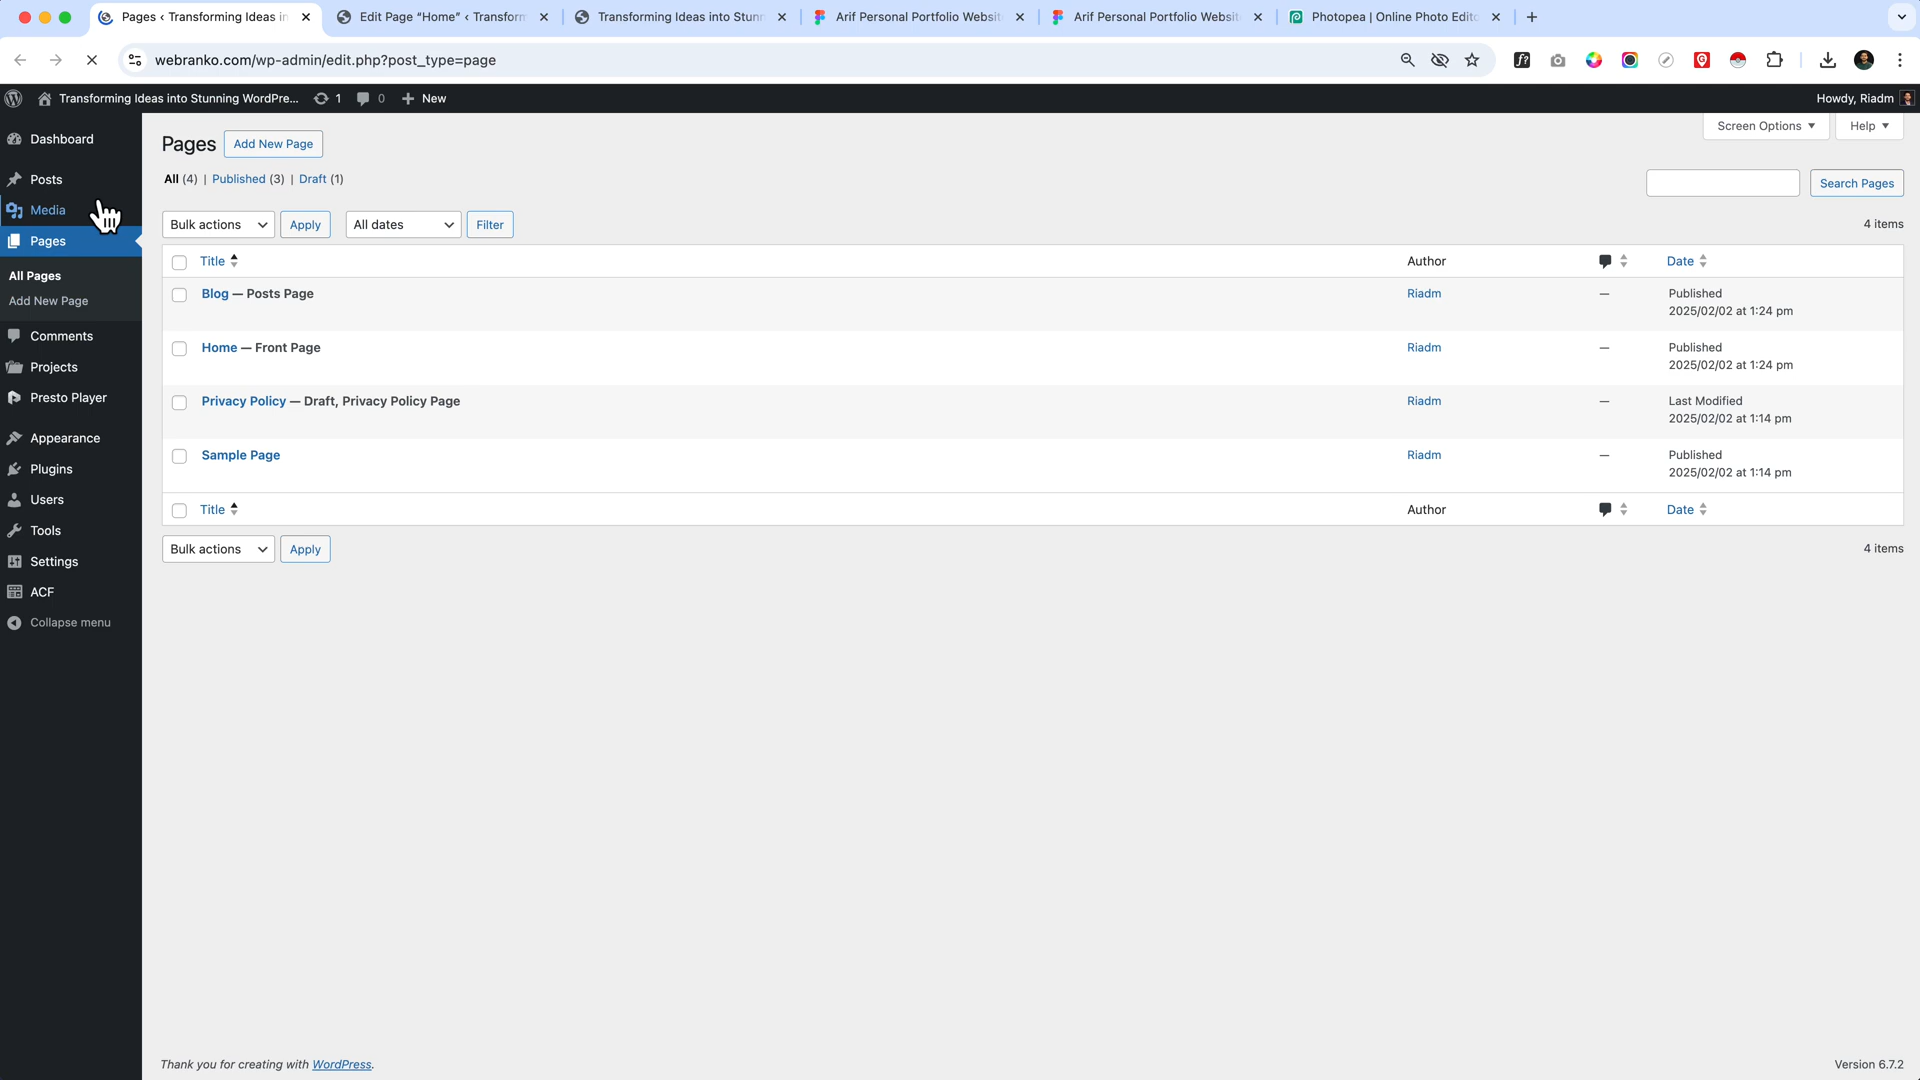 Pages ‹ Transforming Ideas in
Edit Page "Home" ‹ Transform
Transforming Ideas into Stunn
Arif Personal Portfolio Websit
Arif Personal Portfolio Websit
Photopea | Online Photo Edito
webranko.com/wp-admin/edit.php?post_type=page
Transforming Ideas into Stunning WordPre... 1 0 New
Howdy, Riadm
Dashboard
Posts
Media
Pages
All Pages
Add New Page
Comments
Projects
Presto Player
Appearance
Plugins
Users
Tools
Settings
ACF
Collapse menu
Screen Options
Help
Pages
Add New Page
All (4) | Published (3) | Draft (1)
Search Pages
Bulk actions Apply All dates Filter
4 items
Title Author Date
Blog — Posts Page Riadm — Published
2025/02/02 at 1:24 pm
Home — Front Page Riadm — Published
2025/02/02 at 1:24 pm
Privacy Policy — Draft, Privacy Policy Page Riadm — Last Modified
2025/02/02 at 1:14 pm
Sample Page Riadm — Published
2025/02/02 at 1:14 pm
Title Author Date
Bulk actions Apply
4 items
Thank you for creating with WordPress.
Version 6.7.2